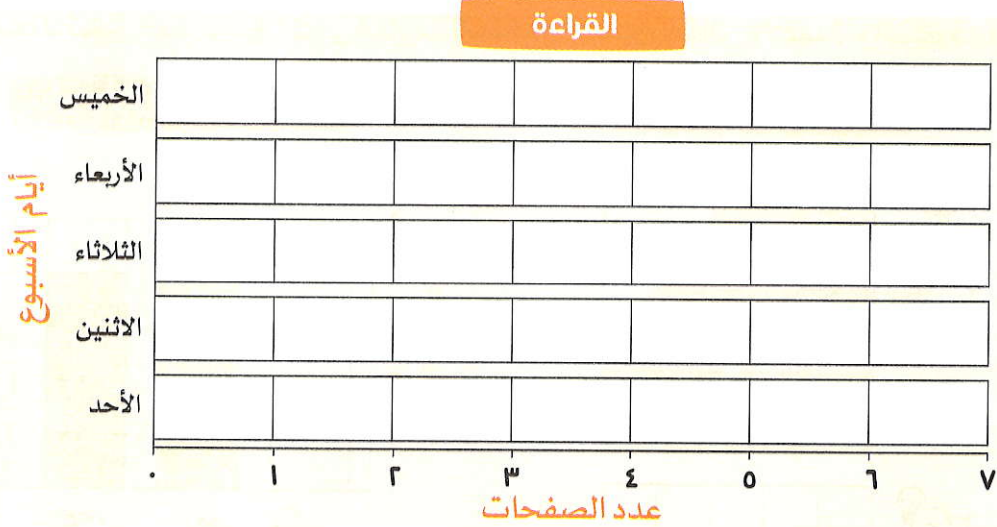 القراءة
الخميس
الأربعاء
الثلاثاء
الاثنين
الأحد
أيام الأسبوع
٠ ١ ٢ ٣ ٤ ٥ ٦ ٧
عدد الصفحات